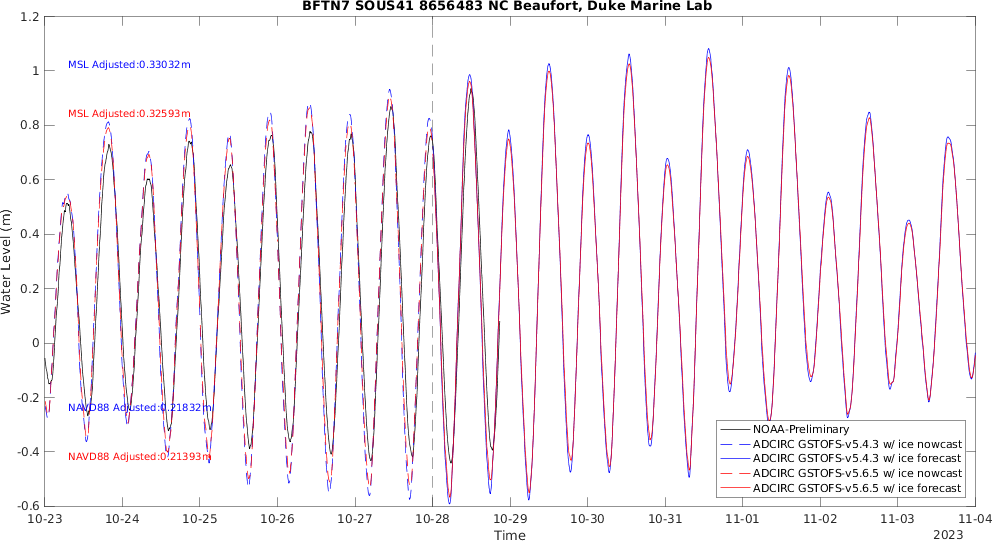 BFTN7 SOUS41 8656483 NC Beaufort, Duke Marine Lab
1.2
1
0.8
0.6
0.4
0.2
0
-0.2
-0.4
-0.6
Water Level (m)
MSL Adjusted:0.33032m
MSL Adjusted:0.32593m
NAVD88 Adjusted:0.21832m
NAVD88 Adjusted:0.21393m
NOAA-Preliminary
ADCIRC GSTOFS-v5.4.3 w/ ice nowcast
ADCIRC GSTOFS-v5.4.3 w/ ice forecast
ADCIRC GSTOFS-v5.6.5 w/ ice nowcast
ADCIRC GSTOFS-v5.6.5 w/ ice forecast
10-23 10-24 10-25 10-26 10-27 10-28 10-29 10-30 10-31 11-01 11-02 11-03 11-04
Time
2023